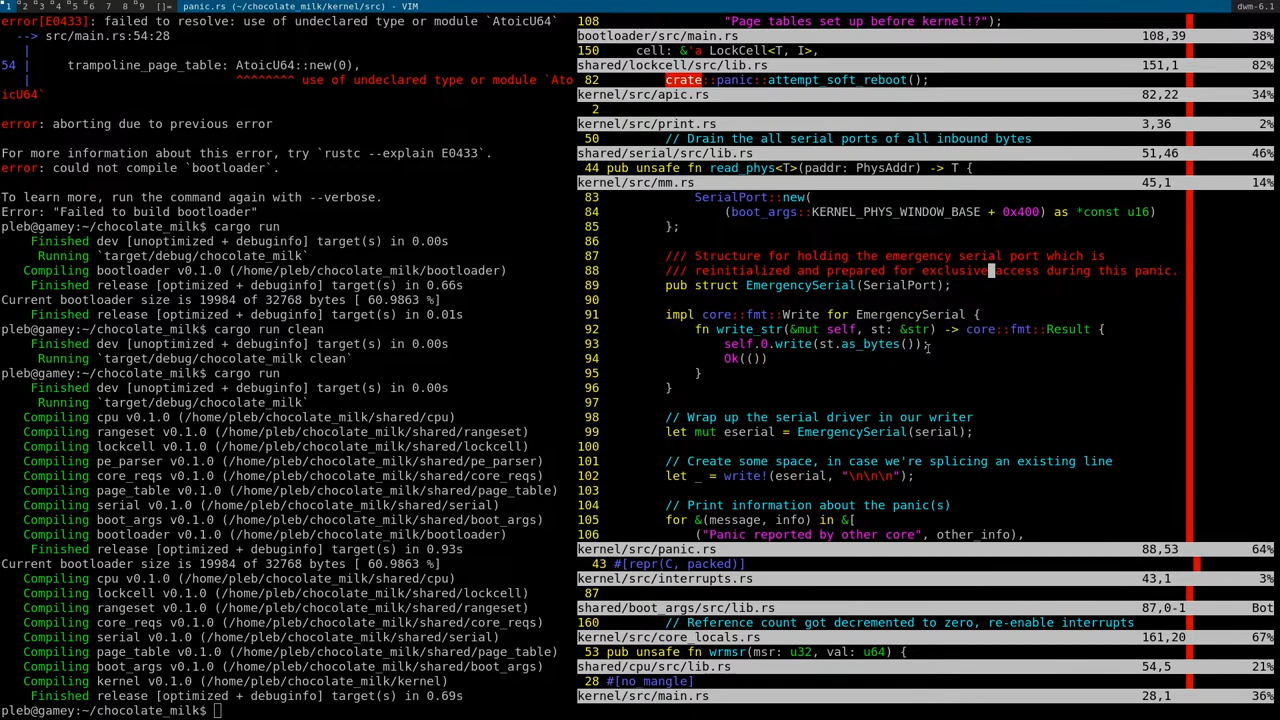 1 2 3 4 5 6 7 8 9 []= panic.rs (~/chocolate_milk/kernel/src) - VIM dwm-6.1
error[E0433]: failed to resolve: use of undeclared type or module `AtoicU64`
--> src/main.rs:54:28
|
54 | trampoline_page_table: AtoicU64::new(0),
| ^^^^^^^^ use of undeclared type or module `Ato
icU64`
error: aborting due to previous error
For more information about this error, try `rustc --explain E0433`.
error: could not compile `bootloader`.
To learn more, run the command again with --verbose.
Error: "Failed to build bootloader"
pleb@gamey:~/chocolate_milk$ cargo run
Finished dev [unoptimized + debuginfo] target(s) in 0.00s
Running `target/debug/chocolate_milk`
Compiling bootloader v0.1.0 (/home/pleb/chocolate_milk/bootloader)
Finished release [optimized + debuginfo] target(s) in 0.66s
Current bootloader size is 19984 of 32768 bytes [ 60.9863 %]
Finished release [optimized + debuginfo] target(s) in 0.01s
pleb@gamey:~/chocolate_milk$ cargo run clean
Finished dev [unoptimized + debuginfo] target(s) in 0.00s
Running `target/debug/chocolate_milk clean`
pleb@gamey:~/chocolate_milk$ cargo run
Finished dev [unoptimized + debuginfo] target(s) in 0.00s
Running `target/debug/chocolate_milk`
Compiling cpu v0.1.0 (/home/pleb/chocolate_milk/shared/cpu)
Compiling rangeset v0.1.0 (/home/pleb/chocolate_milk/shared/rangeset)
Compiling lockcell v0.1.0 (/home/pleb/chocolate_milk/shared/lockcell)
Compiling pe_parser v0.1.0 (/home/pleb/chocolate_milk/shared/pe_parser)
Compiling core_reqs v0.1.0 (/home/pleb/chocolate_milk/shared/core_reqs)
Compiling page_table v0.1.0 (/home/pleb/chocolate_milk/shared/page_table)
Compiling serial v0.1.0 (/home/pleb/chocolate_milk/shared/serial)
Compiling boot_args v0.1.0 (/home/pleb/chocolate_milk/shared/boot_args)
Compiling bootloader v0.1.0 (/home/pleb/chocolate_milk/bootloader)
Finished release [optimized + debuginfo] target(s) in 0.93s
Current bootloader size is 19984 of 32768 bytes [ 60.9863 %]
Compiling cpu v0.1.0 (/home/pleb/chocolate_milk/shared/cpu)
Compiling lockcell v0.1.0 (/home/pleb/chocolate_milk/shared/lockcell)
Compiling rangeset v0.1.0 (/home/pleb/chocolate_milk/shared/rangeset)
Compiling core_reqs v0.1.0 (/home/pleb/chocolate_milk/shared/core_reqs)
Compiling serial v0.1.0 (/home/pleb/chocolate_milk/shared/serial)
Compiling page_table v0.1.0 (/home/pleb/chocolate_milk/shared/page_table)
Compiling boot_args v0.1.0 (/home/pleb/chocolate_milk/shared/boot_args)
Compiling kernel v0.1.0 (/home/pleb/chocolate_milk/kernel)
Finished release [optimized + debuginfo] target(s) in 0.69s
pleb@gamey:~/chocolate_milk$
108 "Page tables set up before kernel!?");
bootloader/src/main.rs 108,39 38%
150 cell: &'a LockCell<T, I>,
shared/lockcell/src/lib.rs 151,1 82%
82 crate::panic::attempt_soft_reboot();
kernel/src/apic.rs 82,22 34%
2
kernel/src/print.rs 3,36 2%
50 // Drain the all serial ports of all inbound bytes
shared/serial/src/lib.rs 51,46 46%
44 pub unsafe fn read_phys<T>(paddr: PhysAddr) -> T {
kernel/src/mm.rs 45,1 14%
83 SerialPort::new(
84 (boot_args::KERNEL_PHYS_WINDOW_BASE + 0x400) as *const u16)
85 };
86
87 /// Structure for holding the emergency serial port which is
88 /// reinitialized and prepared for exclusive access during this panic.
89 pub struct EmergencySerial(SerialPort);
90
91 impl core::fmt::Write for EmergencySerial {
92 fn write_str(&mut self, st: &str) -> core::fmt::Result {
93 self.0.write(st.as_bytes());
94 Ok(())
95 }
96 }
97
98 // Wrap up the serial driver in our writer
99 let mut eserial = EmergencySerial(serial);
100
101 // Create some space, in case we're splicing an existing line
102 let _ = write!(eserial, "\n\n\n");
103
104 // Print information about the panic(s)
105 for &(message, info) in &[
106 ("Panic reported by other core", other_info),
kernel/src/panic.rs 88,53 64%
43 #[repr(C, packed)]
kernel/src/interrupts.rs 43,1 3%
87
shared/boot_args/src/lib.rs 87,0-1 Bot
160 // Reference count got decremented to zero, re-enable interrupts
kernel/src/core_locals.rs 161,20 67%
53 pub unsafe fn wrmsr(msr: u32, val: u64) {
shared/cpu/src/lib.rs 54,5 21%
28 #[no_mangle]
kernel/src/main.rs 28,1 36%